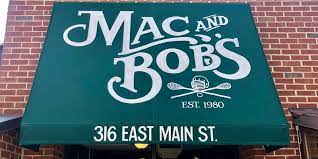 MAC AND
BOB'S
EST. 1980
316 EAST MAIN ST.